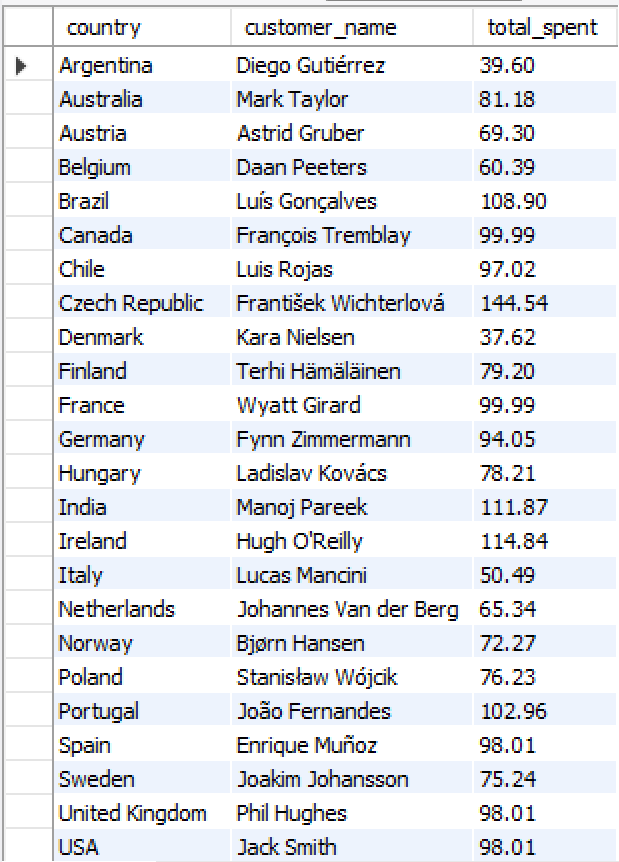 country customer_name total_spent
Argentina Diego Gutiérrez 39.60
Australia Mark Taylor 81.18
Austria Astrid Gruber 69.30
Belgium Daan Peeters 60.39
Brazil Luís Gonçalves 108.90
Canada François Tremblay 99.99
Chile Luis Rojas 97.02
Czech Republic František Wichterlová 144.54
Denmark Kara Nielsen 37.62
Finland Terhi Hämäläinen 79.20
France Wyatt Girard 99.99
Germany Fynn Zimmermann 94.05
Hungary Ladislav Kovács 78.21
India Manoj Pareek 111.87
Ireland Hugh O'Reilly 114.84
Italy Lucas Mancini 50.49
Netherlands Johannes Van der Berg 65.34
Norway Bjørn Hansen 72.27
Poland Stanisław Wójcik 76.23
Portugal João Fernandes 102.96
Spain Enrique Muñoz 98.01
Sweden Joakim Johansson 75.24
United Kingdom Phil Hughes 98.01
USA Jack Smith 98.01